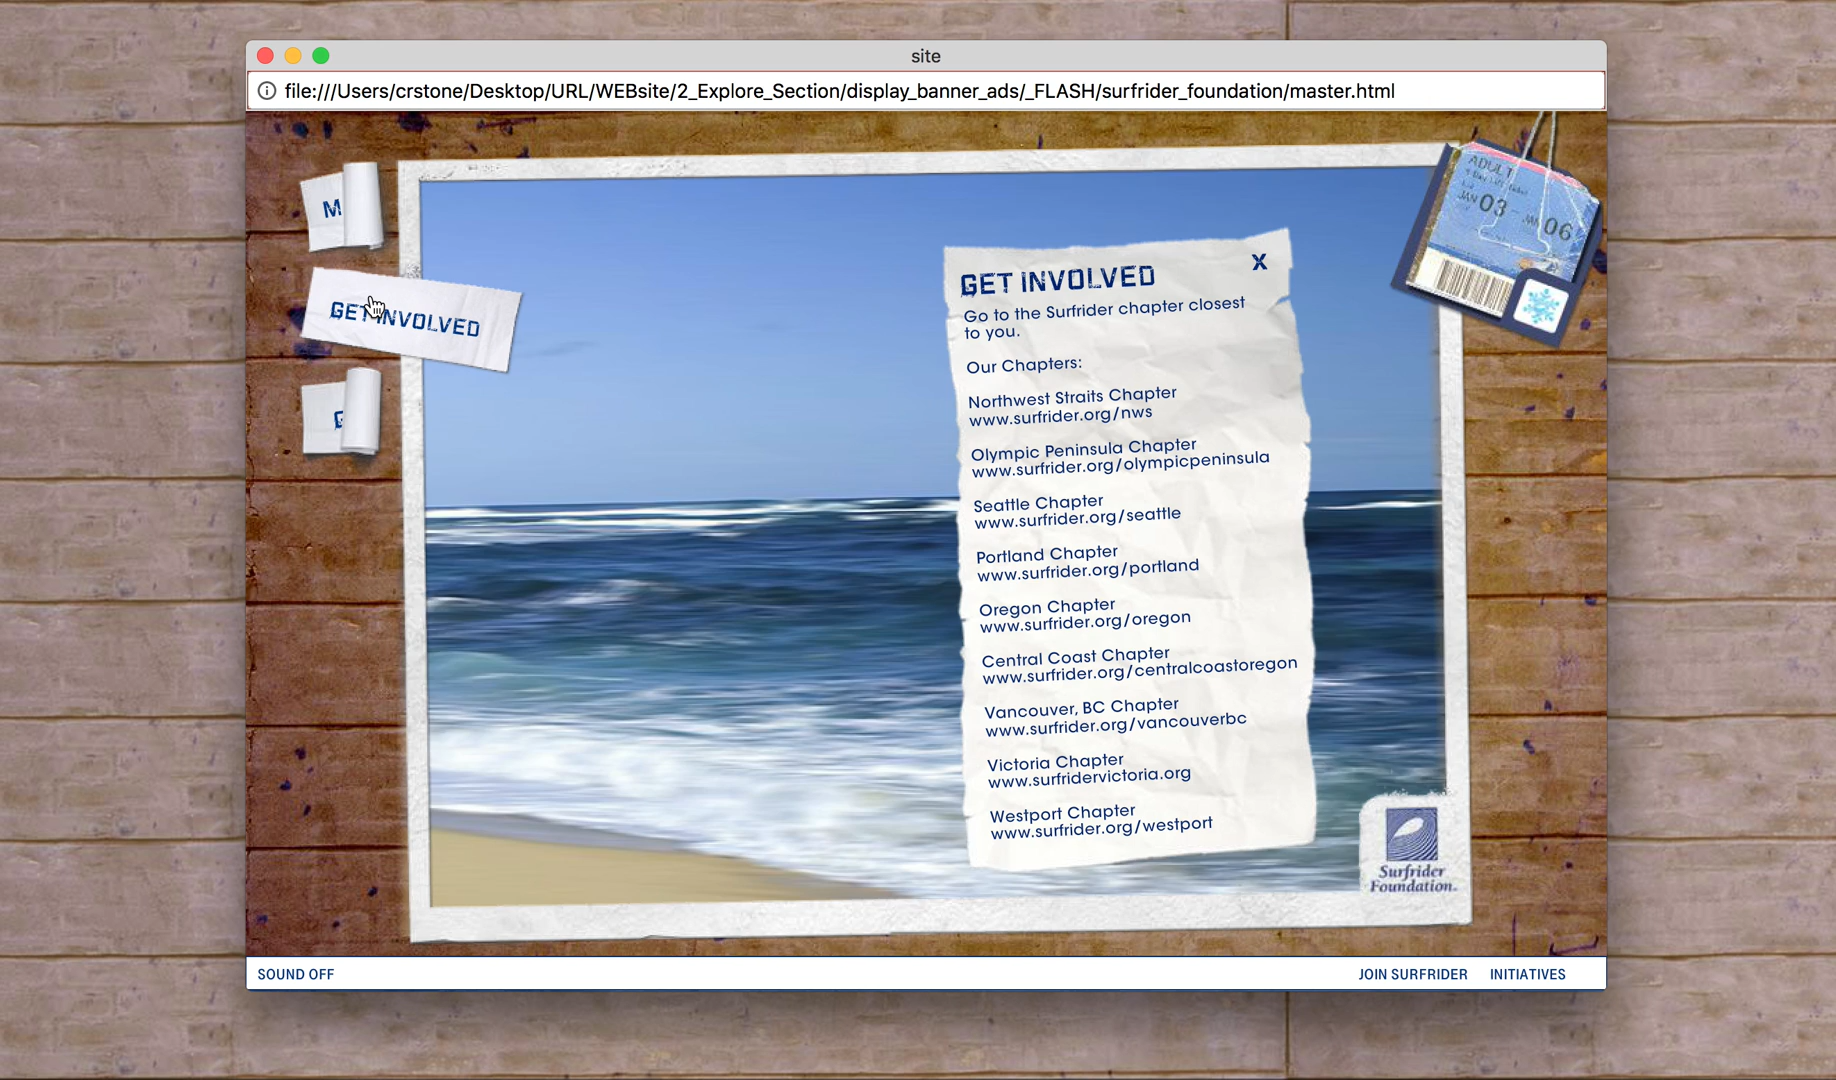 site
file:///Users/crstone/Desktop/URL/WEBsite/2_Explore_Section/display_banner_ads/_FLASH/surfrider_foundation/master.html
M
GET INVOLVED
G
ADULT
JAN 03 - JAN 06
GET INVOLVED
X
Go to the Surfrider chapter closest
to you.
Our Chapters:
Northwest Straits Chapter
www.surfrider.org/nws
Olympic Peninsula Chapter
www.surfrider.org/olympicpeninsula
Seattle Chapter
www.surfrider.org/seattle
Portland Chapter
www.surfrider.org/portland
Oregon Chapter
www.surfrider.org/oregon
Central Coast Chapter
www.surfrider.org/centralcoastoregon
Vancouver, BC Chapter
www.surfrider.org/vancouverbc
Victoria Chapter
www.surfridervictoria.org
Westport Chapter
www.surfrider.org/westport
Surfrider
Foundation
SOUND OFF
JOIN SURFRIDER
INITIATIVES